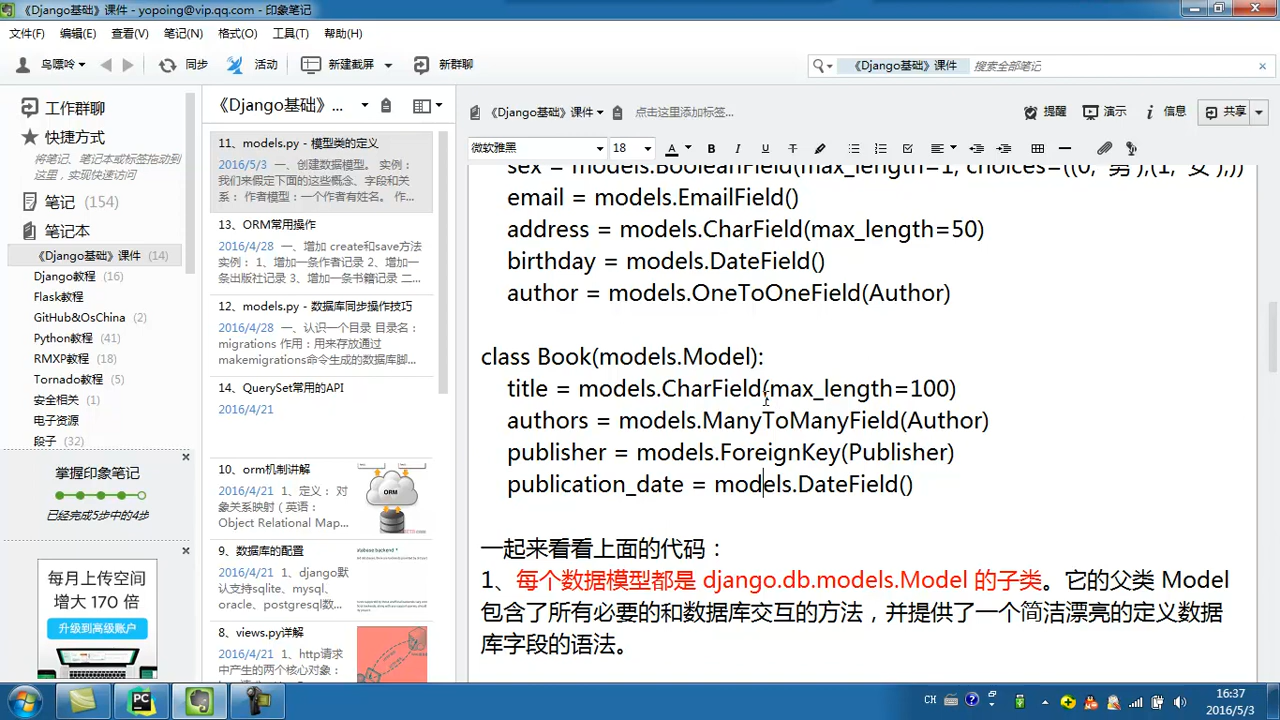 《Django基础》课件 - yopoing@vip.qq.com - 印象笔记
文件(F) 编辑(E) 查看(V) 笔记(N) 格式(O) 工具(T) 帮助(H)
鸟嘌呤 同步 活动 新建截屏 新群聊 《Django基础》课件 搜索全部笔记
工作群聊
快捷方式
将笔记、笔记本或标签拖动到
这里，实现快速访问
笔记 (154)
笔记本
《Django基础》课件 (14)
Django教程 (16)
Flask教程
GitHub&OsChina (2)
Python教程 (41)
RMXP教程 (18)
Tornado教程 (5)
安全相关 (1)
电子资源
段子 (32)
掌握印象笔记
已经完成5步中的4步
每月上传空间
增大 170 倍
升级到高级账户
《Django基础》...
11、models.py - 模型类的定义
2016/5/3 一、创建数据模型。 实例：
我们来假定下面的这些概念、字段和关
系： 作者模型：一个作者有姓名。 作...
13、ORM常用操作
2016/4/28 一、增加 create和save方法
实例： 1、增加一条作者记录 2、增加一
条出版社记录 3、增加一条书籍记录 二...
12、models.py - 数据库同步操作技巧
2016/4/28 一、认识一个目录 目录名：
migrations 作用：用来存放通过
makemigrations命令生成的数据库脚...
14、QuerySet常用的API
2016/4/21
10、orm机制讲解
2016/4/21 1、定义： 对
象关系映射 ( 英语：
Object Relational Map...
ORM
9、数据库的配置
2016/4/21 1、django默
认支持sqlite、mysql、
oracle、postgresql数...
8、views.py详解
2016/4/21 1、http请求
中产生的两个核心对象：
《Django基础》课件 点击这里添加标签... 提醒 演示 信息 共享
微软雅黑 18 A B I U T
sex = models.BooleanField(max_length=1, choices=((0, '男'),(1, '女'),))
email = models.EmailField()
address = models.CharField(max_length=50)
birthday = models.DateField()
author = models.OneToOneField(Author)
class Book(models.Model):
title = models.CharField(max_length=100)
authors = models.ManyToManyField(Author)
publisher = models.ForeignKey(Publisher)
publication_date = models.DateField()
一起来看看上面的代码：
1、每个数据模型都是 django.db.models.Model 的子类。它的父类 Model
包含了所有必要的和数据库交互的方法，并提供了一个简洁漂亮的定义数据
库字段的语法。
PC
CH
16:37
2016/5/3